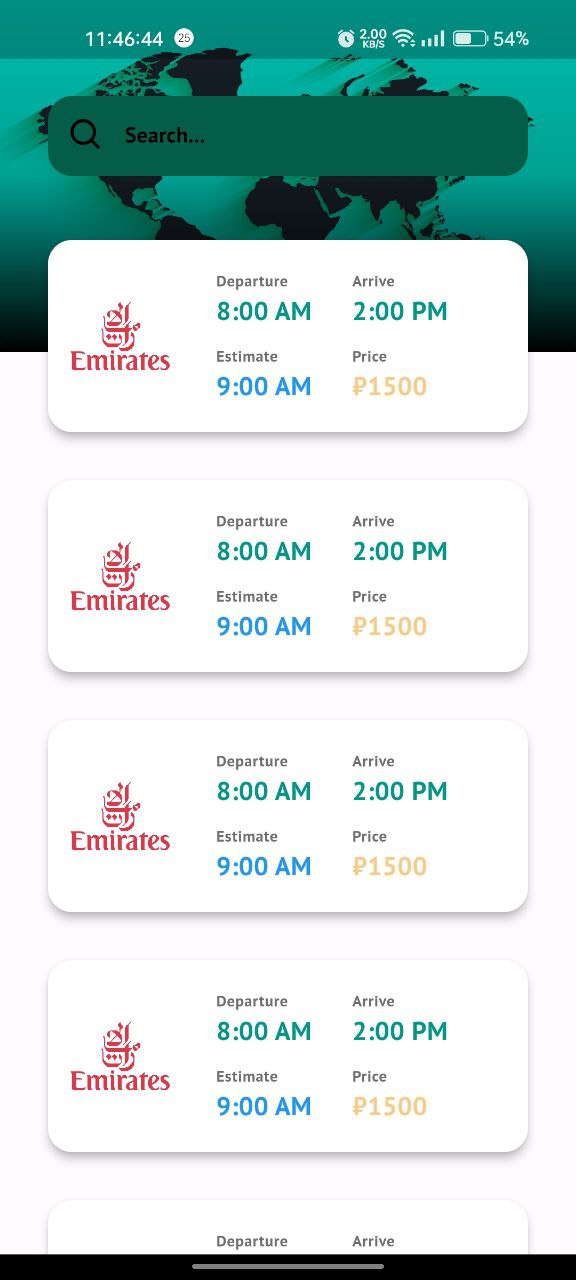 11:46:44 25 2.00 KB/S 54%
Search...
Departure Arrive
8:00 AM 2:00 PM
Estimate Price
Emirates
9:00 AM ₽1500
Departure Arrive
8:00 AM 2:00 PM
Estimate Price
Emirates
9:00 AM ₽1500
Departure Arrive
8:00 AM 2:00 PM
Estimate Price
Emirates
9:00 AM ₽1500
Departure Arrive
8:00 AM 2:00 PM
Estimate Price
Emirates
9:00 AM ₽1500
Departure Arrive